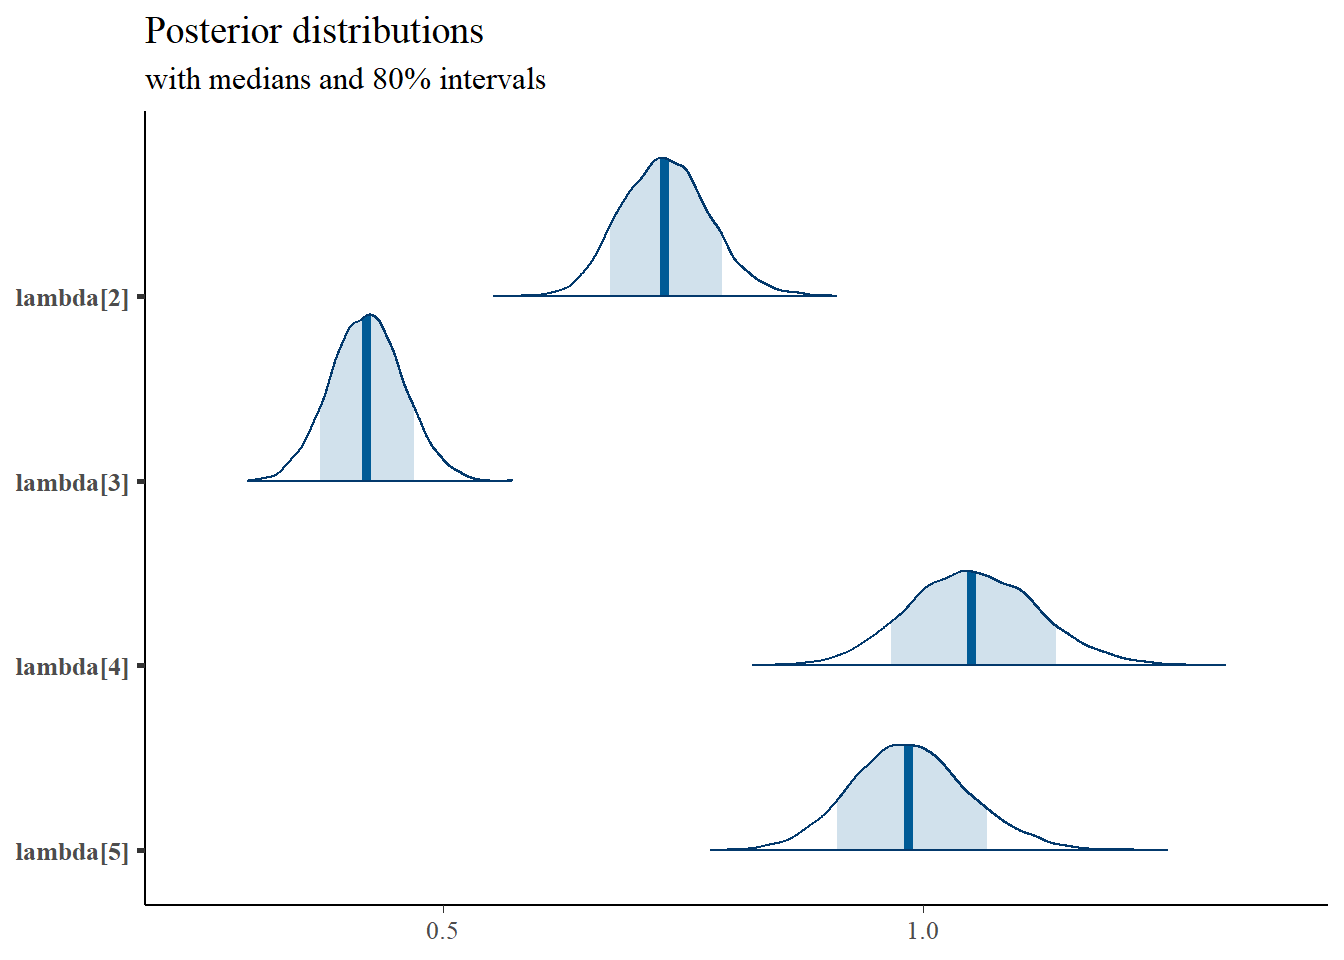 Posterior distributions
with medians and 80% intervals
lambda[2]
lambda[3]
lambda[4]
lambda[5]
0.5 1.0